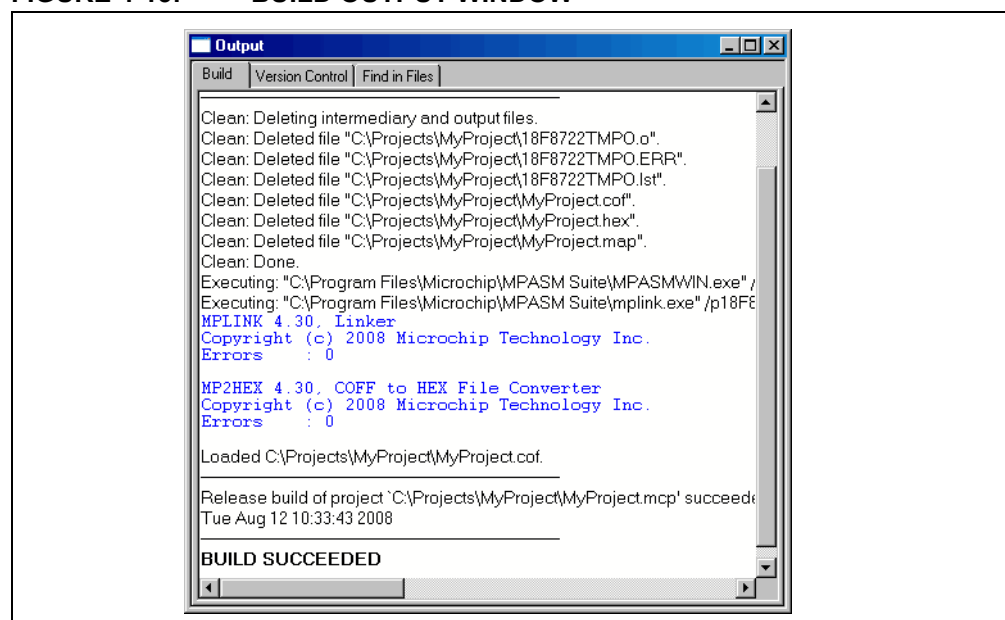 BUILD OUTPUT WINDOW
Output
Build Version Control Find in Files
Clean: Deleting intermediary and output files.
Clean: Deleted file "C:\Projects\MyProject\18F8722TMPO.o".
Clean: Deleted file "C:\Projects\MyProject\18F8722TMPO.ERR".
Clean: Deleted file "C:\Projects\MyProject\18F8722TMPO.lst".
Clean: Deleted file "C:\Projects\MyProject\MyProject.cof".
Clean: Deleted file "C:\Projects\MyProject\MyProject.hex".
Clean: Deleted file "C:\Projects\MyProject\MyProject.map".
Clean: Done.
Executing: "C:\Program Files\Microchip\MPASM Suite\MPASMWIN.exe" /
Executing: "C:\Program Files\Microchip\MPASM Suite\mplink.exe" /p18F8
MPLINK 4.30, Linker
Copyright (c) 2008 Microchip Technology Inc.
Errors : 0
MP2HEX 4.30, COFF to HEX File Converter
Copyright (c) 2008 Microchip Technology Inc.
Errors : 0
Loaded C:\Projects\MyProject\MyProject.cof.
Release build of project `C:\Projects\MyProject\MyProject.mcp' succeede
Tue Aug 12 10:33:43 2008
BUILD SUCCEEDED